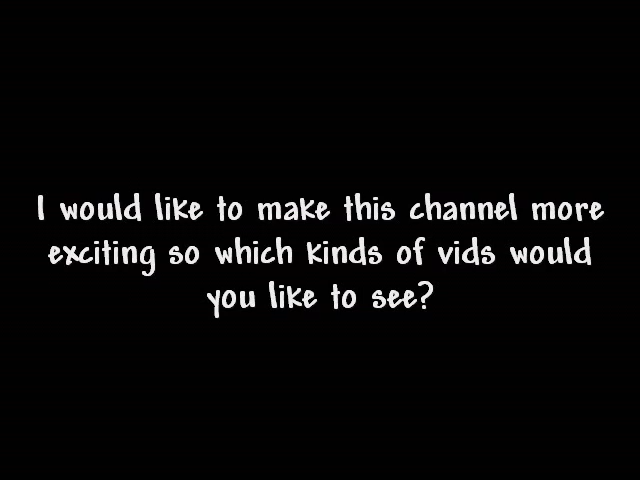 I would like to make this channel more
exciting so which kinds of vids would
you like to see?